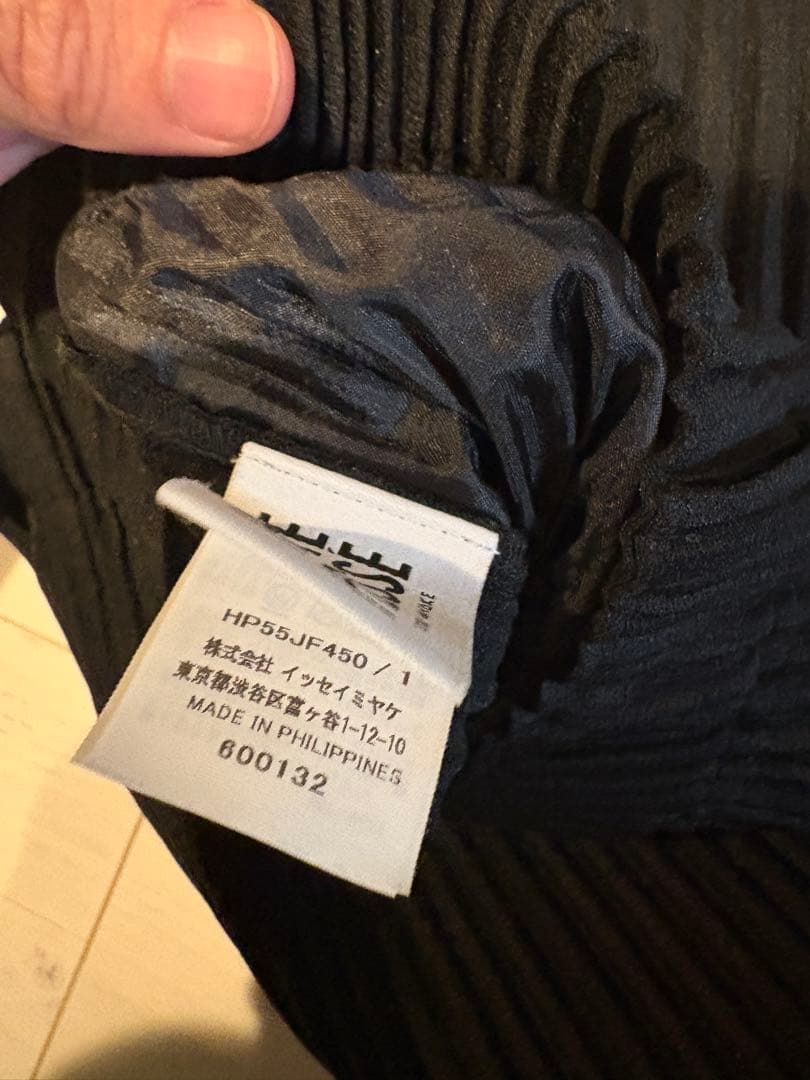 HP55JF450 / 1
株式会社 イッセイミヤケ
東京都渋谷区富ヶ谷1-12-10
MADE IN PHILIPPINES
600132